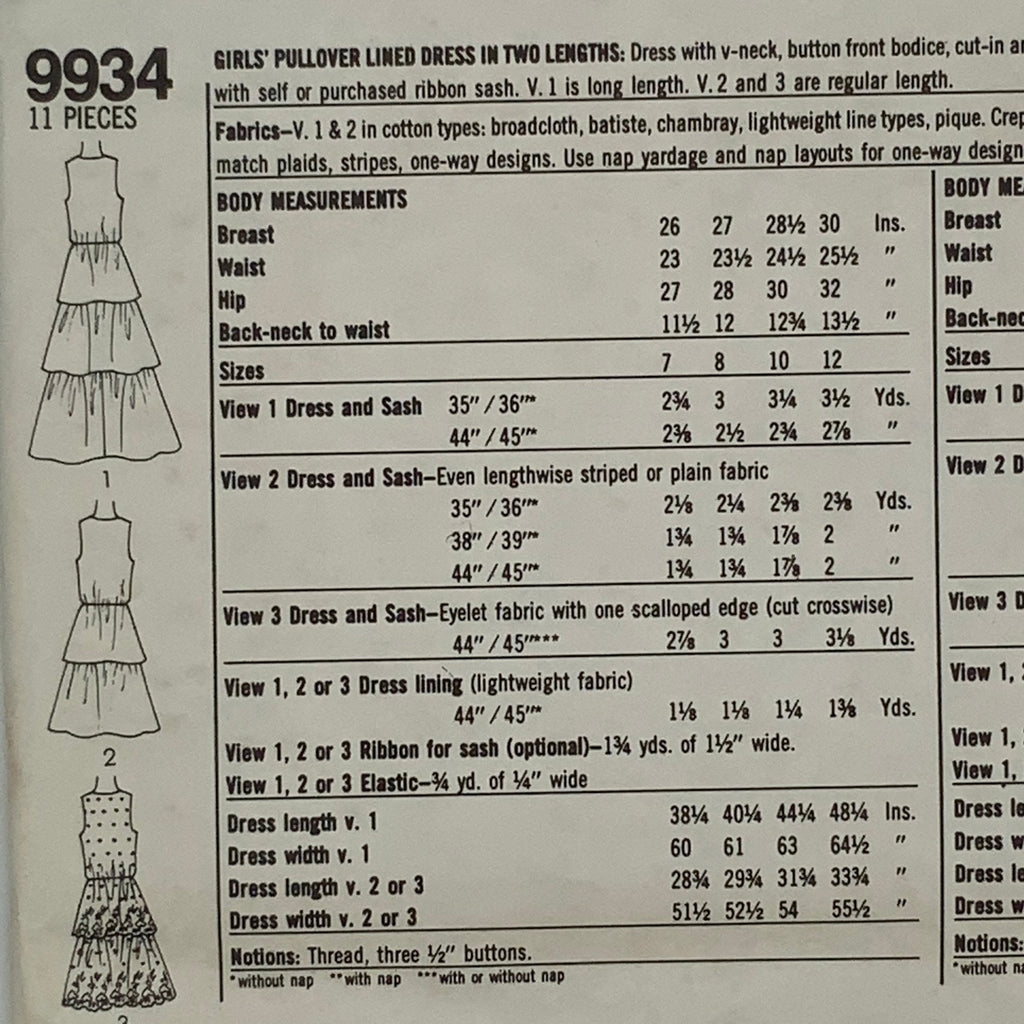 9934
11 PIECES
GIRLS' PULLOVER LINED DRESS IN TWO LENGTHS: Dress with v-neck, button front bodice, cut-in
with self or purchased ribbon sash. V. 1 is long length. V. 2 and 3 are regular length.
Fabrics–V. 1 & 2 in cotton types: broadcloth, batiste, chambray, lightweight line types, pique.
match plaids, stripes, one-way designs. Use nap yardage and nap layouts for one-way design
BODY MEASUREMENTS
Breast 26 27 28½ 30 Ins.
Waist 23 23½ 24½ 25½ "
Hip 27 28 30 32 "
Back-neck to waist 11½ 12 12¾ 13½ "
Sizes 7 8 10 12
View 1 Dress and Sash 35"/36"* 2¾ 3 3¼ 3½ Yds.
44"/45"* 2⅜ 2½ 2¾ 2⅞ "
View 2 Dress and Sash–Even lengthwise striped or plain fabric
35"/36"* 2⅛ 2¼ 2⅜ 2⅜ Yds.
38"/39"* 1¾ 1¾ 1⅞ 2 "
44"/45"* 1¾ 1¾ 1⅞ 2 "
View 3 Dress and Sash–Eyelet fabric with one scalloped edge (cut crosswise)
44"/45"*** 2⅞ 3 3 3⅛ Yds.
View 1, 2 or 3 Dress lining (lightweight fabric)
44"/45"* 1⅛ 1⅛ 1¼ 1⅜ Yds.
View 1, 2 or 3 Ribbon for sash (optional)–1¾ yds. of 1½" wide.
View 1, 2 or 3 Elastic–¾ yd. of ¼" wide
Dress length v. 1 38¼ 40¼ 44¼ 48¼ Ins.
Dress width v. 1 60 61 63 64½ "
Dress length v. 2 or 3 28¾ 29¾ 31¾ 33¾ "
Dress width v. 2 or 3 51½ 52½ 54 55½ "
Notions: Thread, three ½" buttons.
*without nap **with nap ***with or without nap
1
2
3
BODY ME
Breast
Waist
Hip
Back-nec
Sizes
View 1 D
View 2 D
View 3 D
View 1,
View 1,
View 1,
Dress le
Dress w
Dress le
Dress w
Notions:
*without na